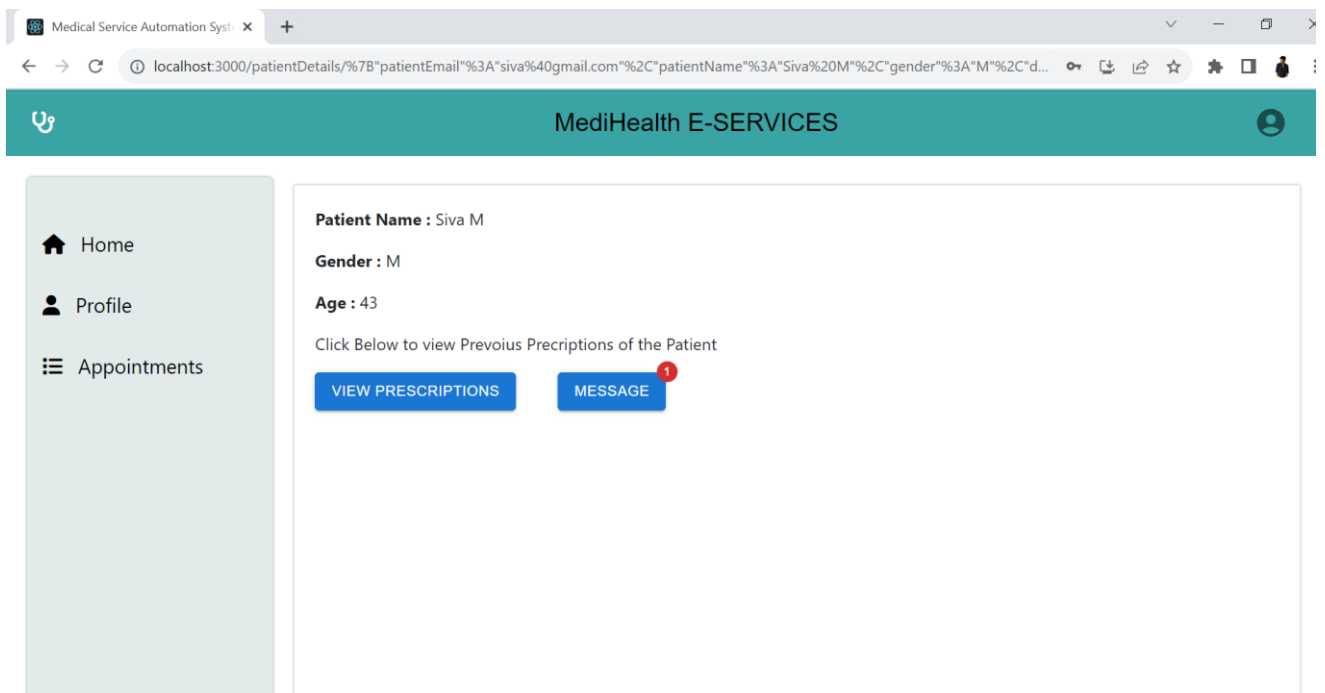 Medical Service Automation Syst
localhost:3000/patientDetails/%7B"patientEmail"%3A"siva%40gmail.com"%2C"patientName"%3A"Siva%20M"%2C"gender"%3A"M"%2C"d...
MediHealth E-SERVICES
Home
Profile
Appointments
Patient Name : Siva M
Gender : M
Age : 43
Click Below to view Prevoius Precriptions of the Patient
VIEW PRESCRIPTIONS
MESSAGE 1